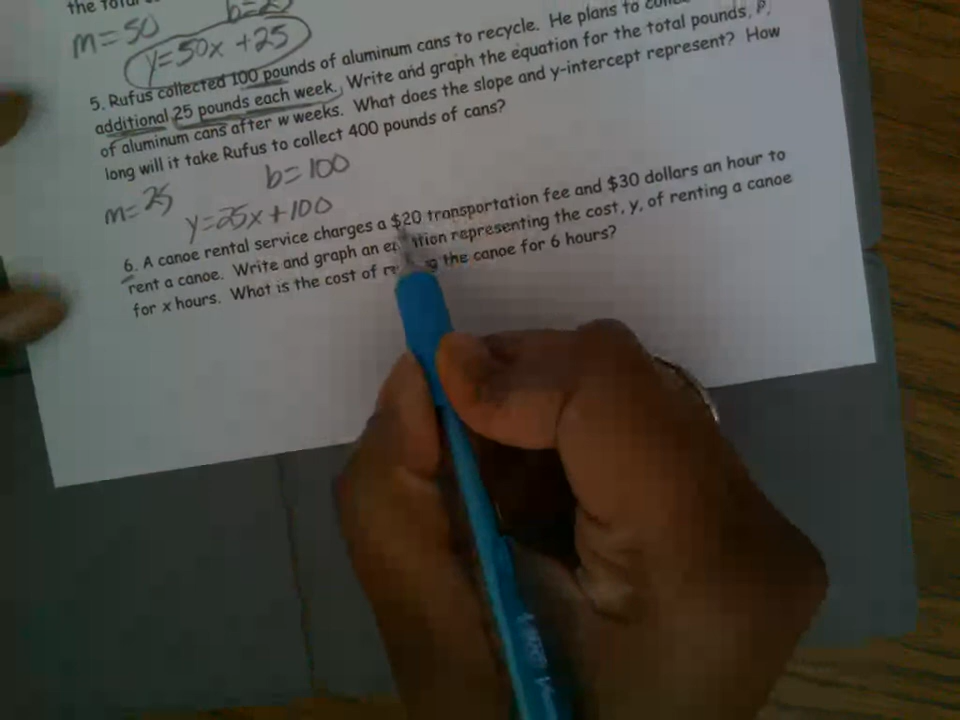 the total
m=50
b=25
y=50x +25
5. Rufus collected 100 pounds of aluminum cans to recycle. He plans to
additional 25 pounds each week. Write and graph the equation for the total pounds, P,
of aluminum cans after w weeks. What does the slope and y-intercept represent? How
long will it take Rufus to collect 400 pounds of cans?
m=25
b=100
y=25x+100
6. A canoe rental service charges a $20 transportation fee and $30 dollars an hour to
rent a canoe. Write and graph an representing the cost, y, of renting a canoe
for x hours. What is the cost of the canoe for 6 hours?